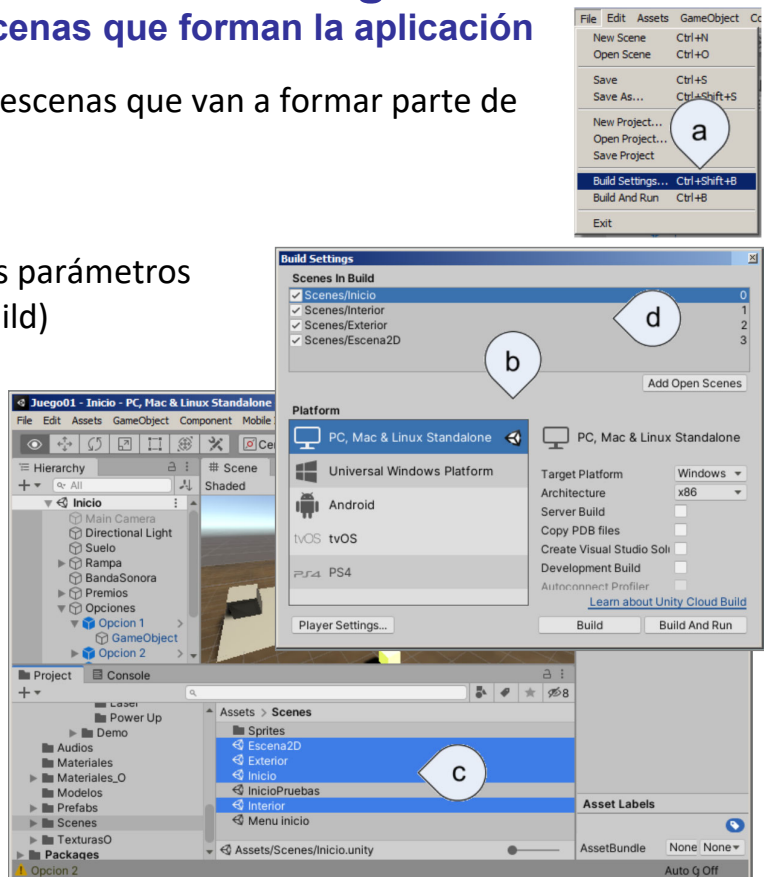 cenas que forman la aplicación
escenas que van a formar parte de
s parámetros
ild)
File Edit Assets GameObject
New Scene Ctrl+N
Open Scene Ctrl+O
Save Ctrl+S
Save As... Ctrl+Shift+S
New Project...
Open Project...
Save Project
a
Build Settings... Ctrl+Shift+B
Build And Run Ctrl+B
Exit
Build Settings
Scenes In Build
Scenes/Inicio 0
Scenes/Interior 1
Scenes/Exterior 2
Scenes/Escena2D 3
d
b
Add Open Scenes
Platform
PC, Mac & Linux Standalone
Universal Windows Platform
Android
tvOS tvOS
PS4 PS4
PC, Mac & Linux Standalone
Target Platform Windows
Architecture x86
Server Build
Copy PDB files
Create Visual Studio Solu
Development Build
Autoconnect Profiler
Learn about Unity Cloud Build
Player Settings...
Build
Build And Run
Juego01 - Inicio - PC, Mac & Linux Standalone
File Edit Assets GameObject Component Mobile
Ce
Hierarchy
All
Inicio
Main Camera
Directional Light
Suelo
Rampa
BandaSonora
Premios
Opciones
Opcion 1
GameObject
Opcion 2
# Scene
Shaded
Project
Console
8
Laser
Power Up
Demo
Audios
Materiales
Materiales_O
Modelos
Prefabs
Scenes
TexturasO
Packages
Assets > Scenes
Sprites
Escena2D
Exterior
Inicio
InicioPruebas
Interior
Menu inicio
c
Assets/Scenes/Inicio.unity
Asset Labels
AssetBundle None None
Opcion 2
Off